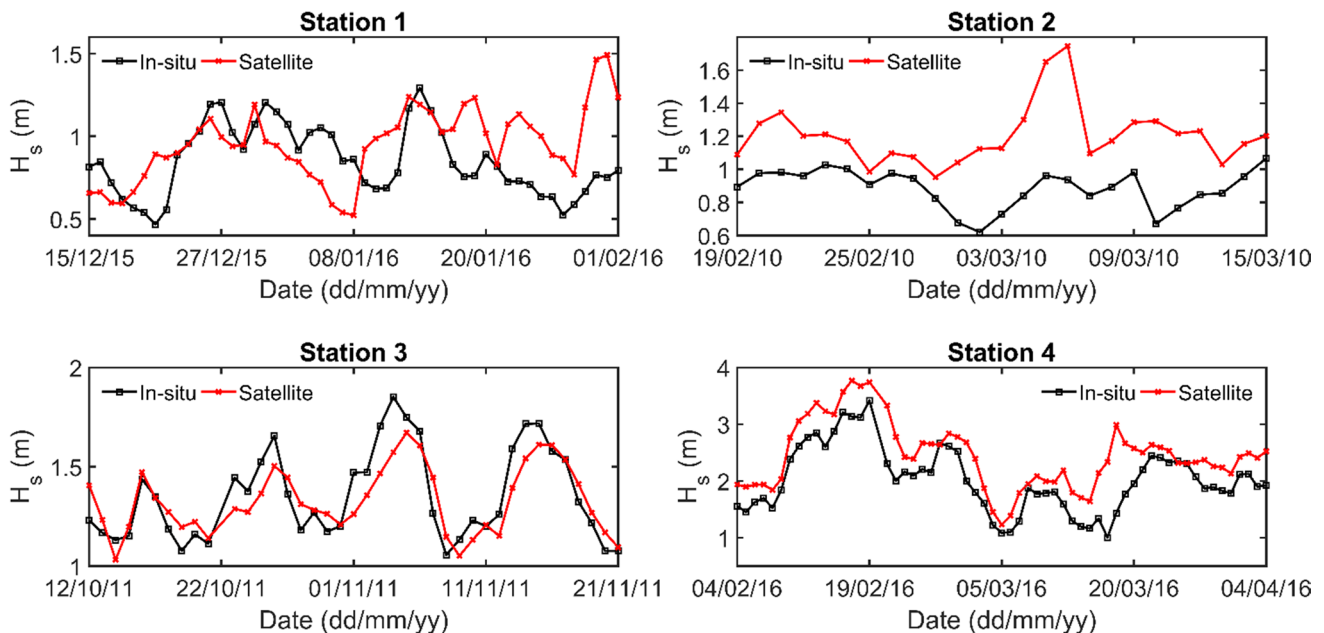 Station 1
In-situ Satellite
1.5
1
0.5
H_s (m)
15/12/15 27/12/15 08/01/16 20/01/16 01/02/16
Date (dd/mm/yy)
Station 2
In-situ Satellite
1.6
1.4
1.2
1
0.8
0.6
H_s (m)
19/02/10 25/02/10 03/03/10 09/03/10 15/03/10
Date (dd/mm/yy)
Station 3
In-situ Satellite
2
1.5
1
H_s (m)
12/10/11 22/10/11 01/11/11 11/11/11 21/11/11
Date (dd/mm/yy)
Station 4
In-situ Satellite
4
3
2
1
0
H_s (m)
04/02/16 19/02/16 05/03/16 20/03/16 04/04/16
Date (dd/mm/yy)